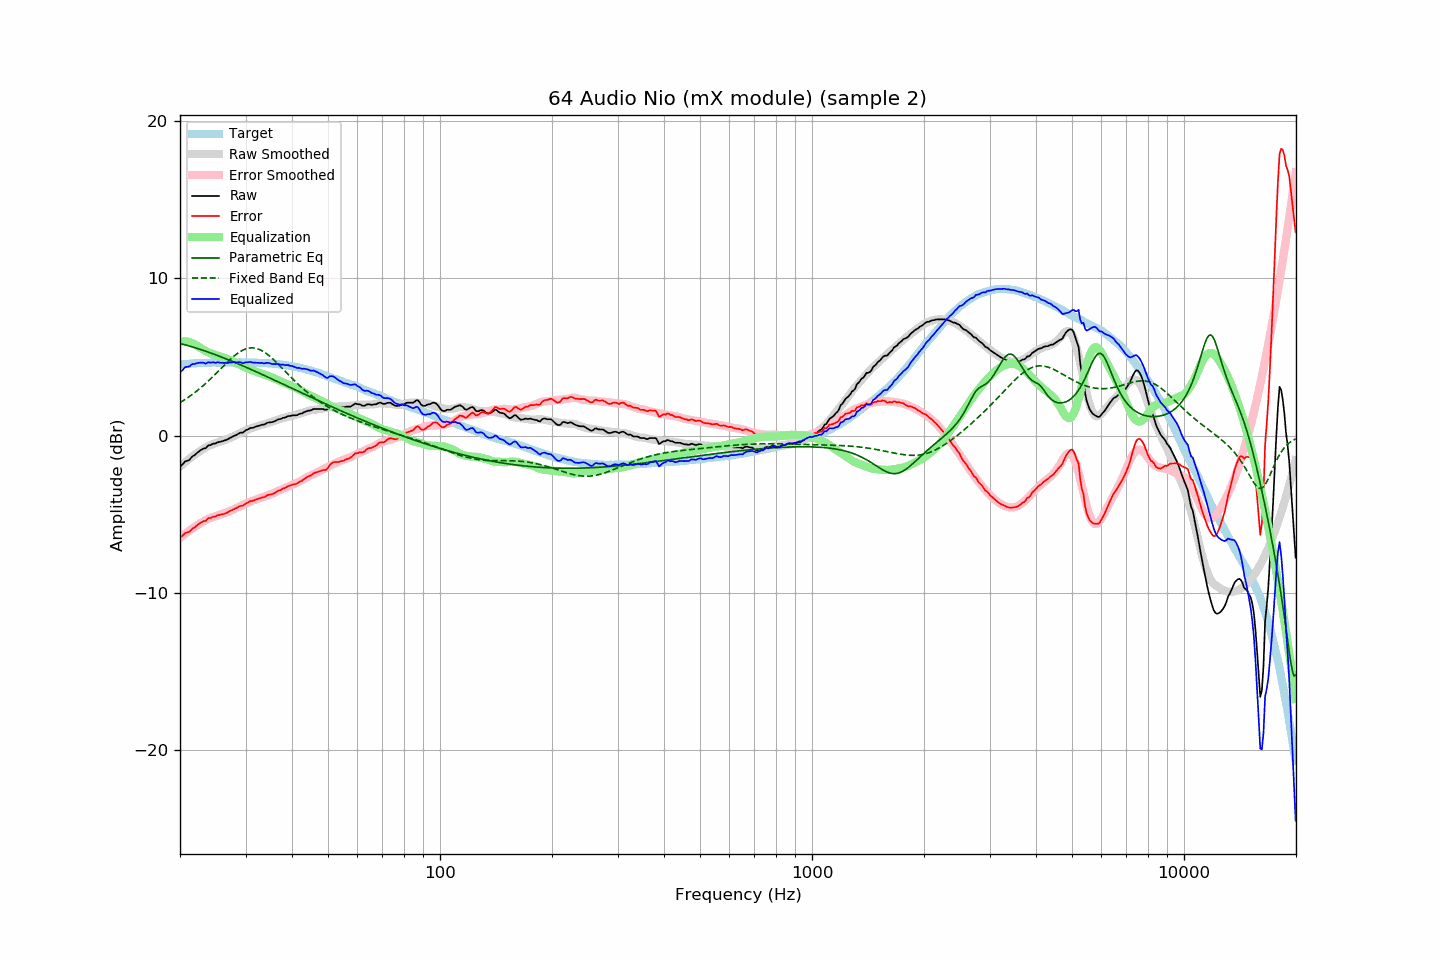 64 Audio Nio (mX module) (sample 2)
20
10
0
−10
−20
Amplitude (dBr)
Target
Raw Smoothed
Error Smoothed
Raw
Error
Equalization
Parametric Eq
Fixed Band Eq
Equalized
100
1000
10000
Frequency (Hz)